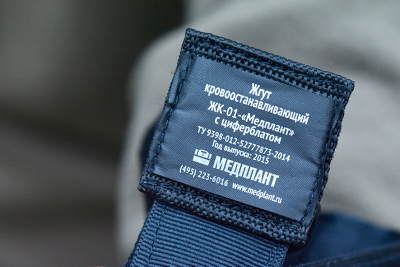 Жгут
кровоостанавливающий
ЖК-01-«Медплант»
с циферблатом
ТУ 9398-012-52777873-2014
Год выпуска: 2015
МЕДПЛАНТ
(495) 223-6016 www.medplant.ru